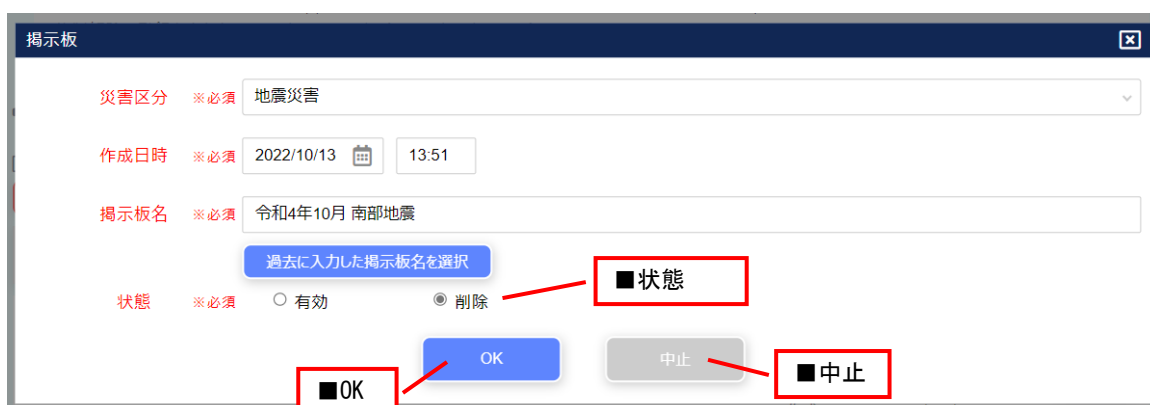 掲示板
災害区分 ※必須 地震災害
作成日時 ※必須 2022/10/13 13:51
掲示板名 ※必須 令和4年10月 南部地震
過去に入力した掲示板名を選択
■状態
状態 ※必須 有効 削除
OK 中止
■OK
■中止